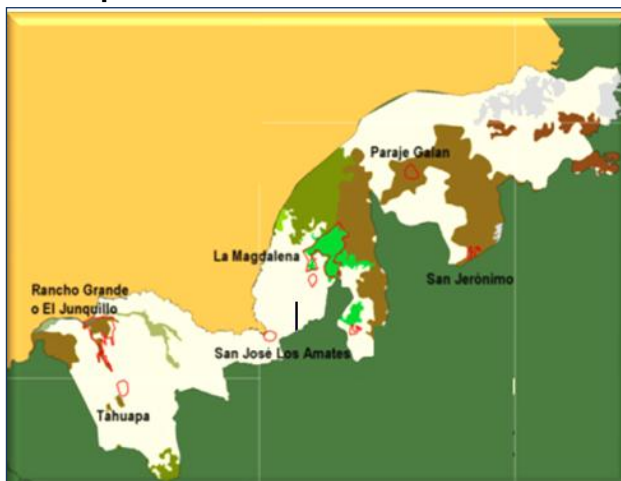 Paraje Galan
La Magdalena
San Jerónimo
Rancho Grande
o El Junquillo
San José Los Amates
Tahuapa